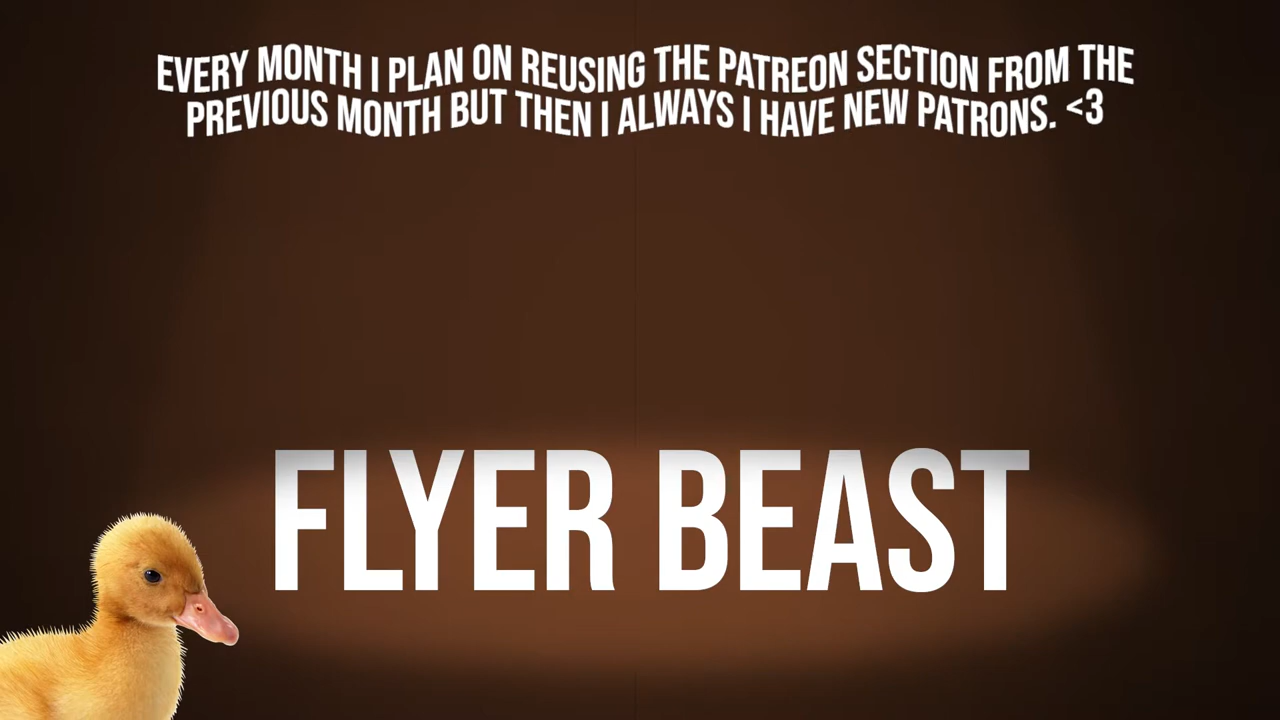 EVERY MONTH I PLAN ON REUSING THE PATREON SECTION FROM THE
PREVIOUS MONTH BUT THEN I ALWAYS I HAVE NEW PATRONS. <3
FLYER BEAST